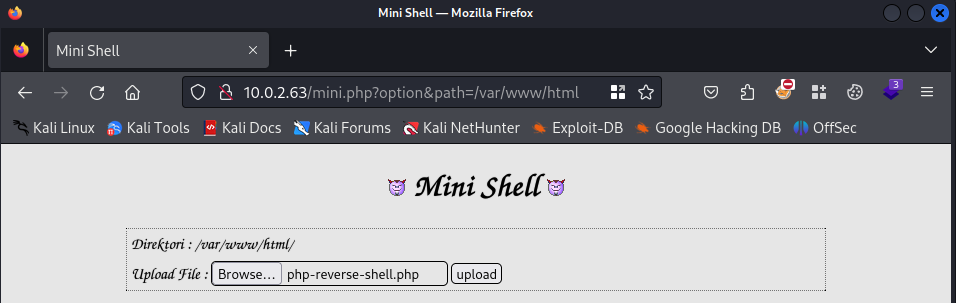 Mini Shell — Mozilla Firefox
Mini Shell
10.0.2.63/mini.php?option&path=/var/www/html
3
Kali Linux Kali Tools Kali Docs Kali Forums Kali NetHunter Exploit-DB Google Hacking DB OffSec
Mini Shell
Direktori : /var/www/html/
Upload File : Browse... php-reverse-shell.php upload